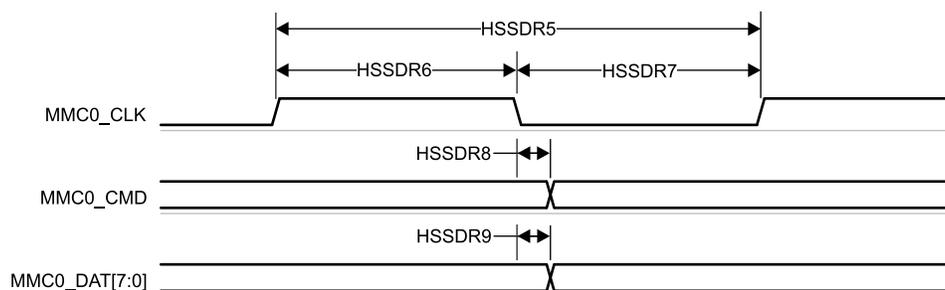 HSSDR5
HSSDR6
HSSDR7
MMC0_CLK
HSSDR8
MMC0_CMD
HSSDR9
MMC0_DAT[7:0]